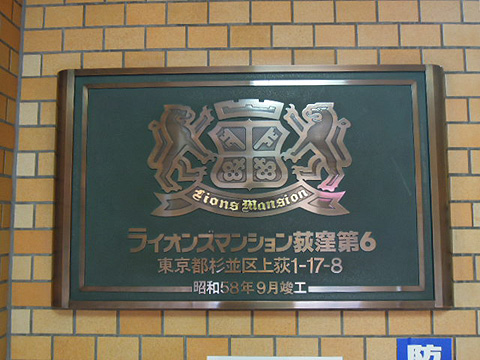 Lions Mansion
ライオンズマンション荻窪第6
東京都杉並区上荻1-17-8
昭和58年9月竣工
防